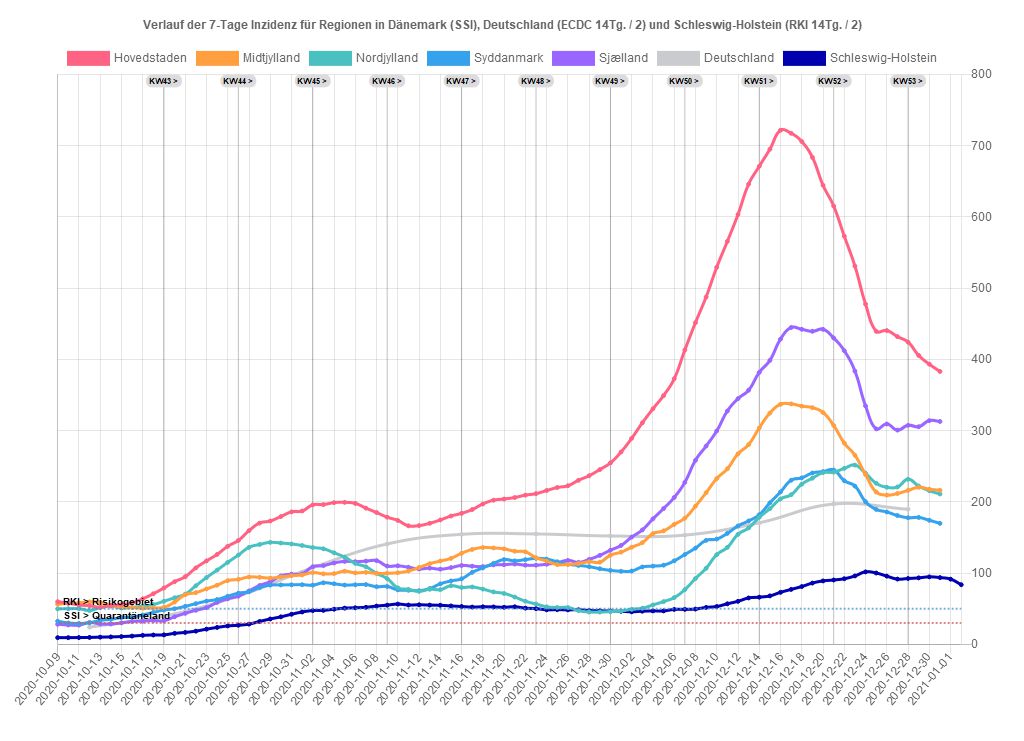 Verlauf der 7-Tage Inzidenz für Regionen in Dänemark (SSI), Deutschland (ECDC 14Tg. / 2) und Schleswig-Holstein (RKI 14Tg. / 2)
Hovedstaden Midtjylland Nordjylland Syddanmark Sjælland Deutschland Schleswig-Holstein
KW43 > KW44 > KW45 > KW46 > KW47 > KW48 > KW49 > KW50 > KW51 > KW52 > KW53 >
800
700
600
500
400
300
200
100
0
RKI > Risikogebiet
SSI > Quarantäneland
2020-10-09 2020-10-11 2020-10-13 2020-10-15 2020-10-17 2020-10-19 2020-10-21 2020-10-23 2020-10-25 2020-10-27 2020-10-29 2020-10-31 2020-11-02 2020-11-04 2020-11-06 2020-11-08 2020-11-10 2020-11-12 2020-11-14 2020-11-16 2020-11-18 2020-11-20 2020-11-22 2020-11-24 2020-11-26 2020-11-28 2020-11-30 2020-12-02 2020-12-04 2020-12-06 2020-12-08 2020-12-10 2020-12-12 2020-12-14 2020-12-16 2020-12-18 2020-12-20 2020-12-22 2020-12-24 2020-12-26 2020-12-28 2020-12-30 2021-01-01